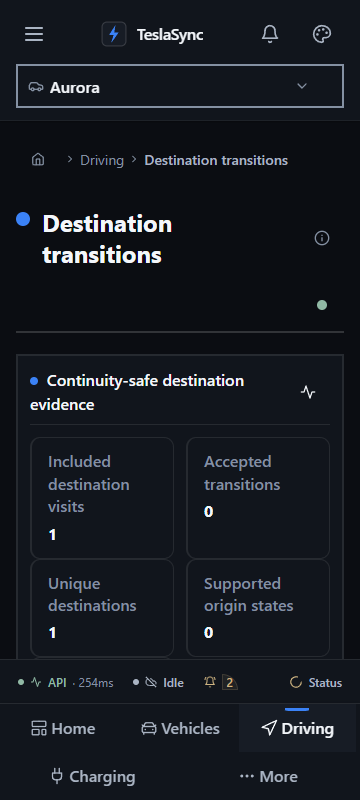 TeslaSync
Aurora
Driving
Destination transitions
Destination
transitions
Continuity-safe destination
evidence
Included
destination
visits
1
Accepted
transitions
0
Unique
destinations
1
Supported
origin states
0
API · 254ms
Idle
2
Status
Home
Vehicles
Driving
Charging
More